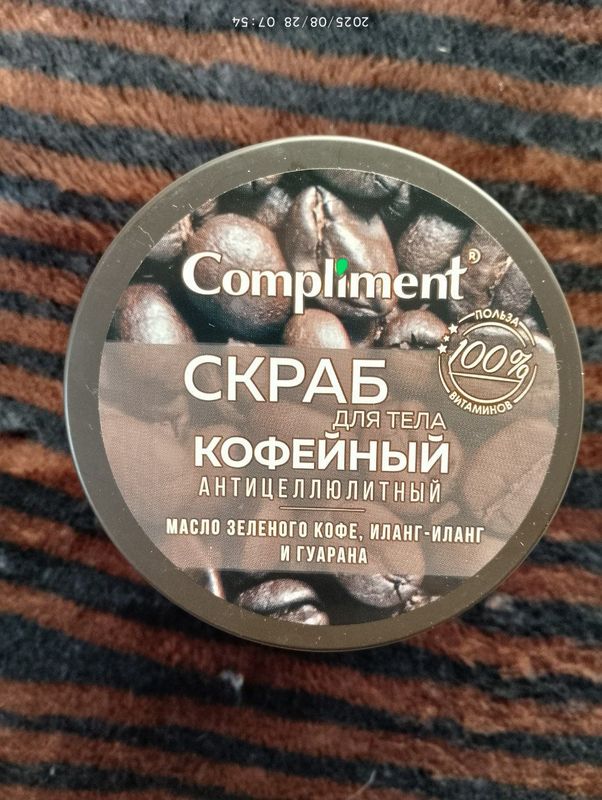 2025/08/28 07:54
Compliment®
ПОЛЬЗА
100%
ВИТАМИНОВ
СКРАБ
ДЛЯ ТЕЛА
КОФЕЙНЫЙ
АНТИЦЕЛЛЮЛИТНЫЙ
МАСЛО ЗЕЛЕНОГО КОФЕ, ИЛАНГ-ИЛАНГ
И ГУАРАНА